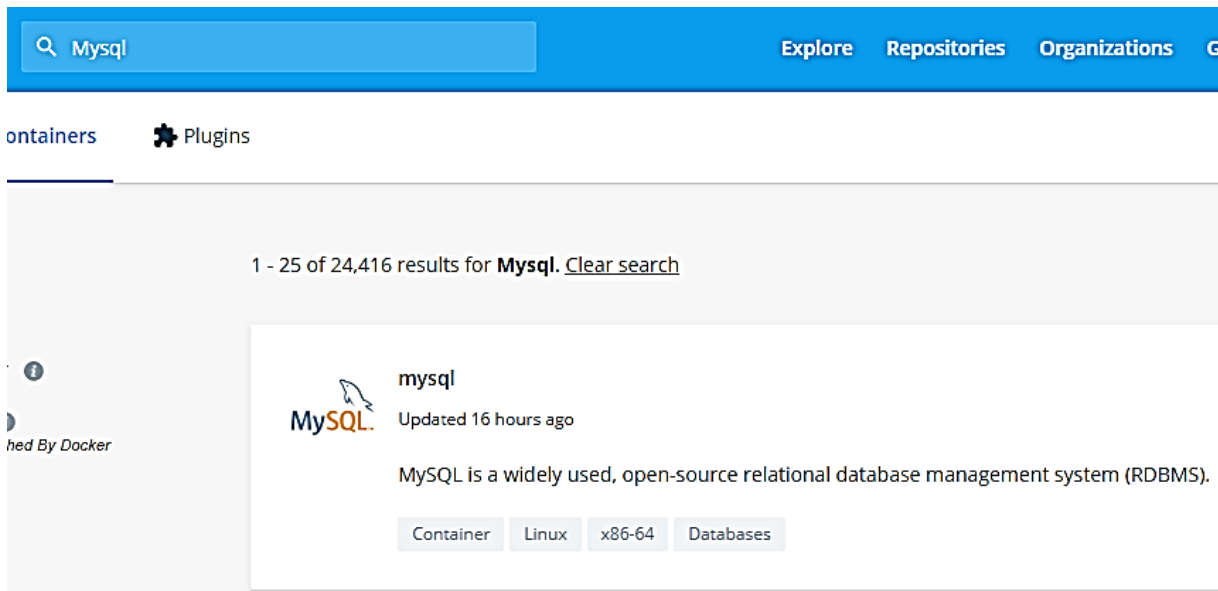 Mysql
Explore Repositories Organizations G
ontainers
Plugins
1 - 25 of 24,416 results for Mysql. Clear search
mysql
MySQL.
Updated 16 hours ago
hed By Docker
MySQL is a widely used, open-source relational database management system (RDBMS).
Container Linux x86-64 Databases